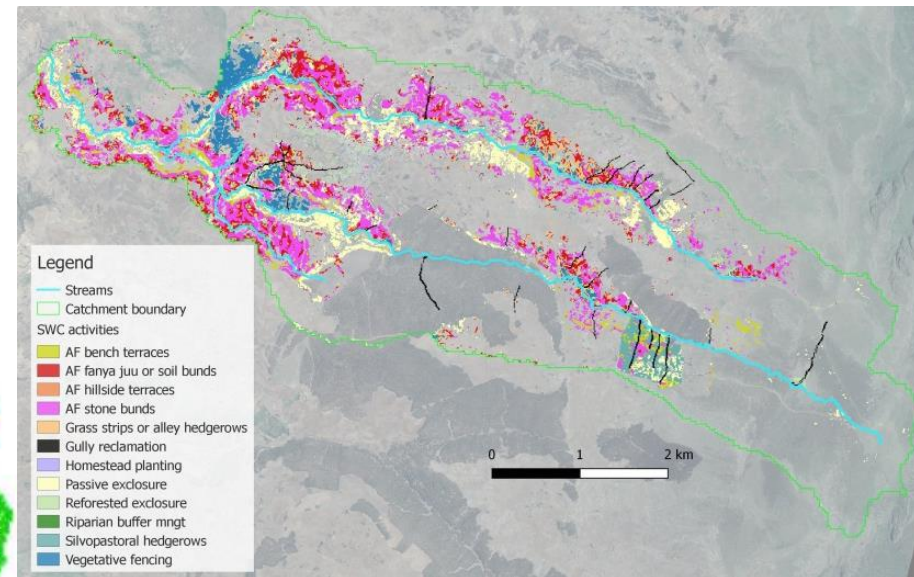 Legend
Streams
Catchment boundary
SWC activities
AF bench terraces
AF fanya juu or soil bunds
AF hillside terraces
AF stone bunds
Grass strips or alley hedgerows
Gully reclamation
Homestead planting
Passive exclosure
Reforested exclosure
Riparian buffer mngt
Silvopastoral hedgerows
Vegetative fencing
0 1 2 km